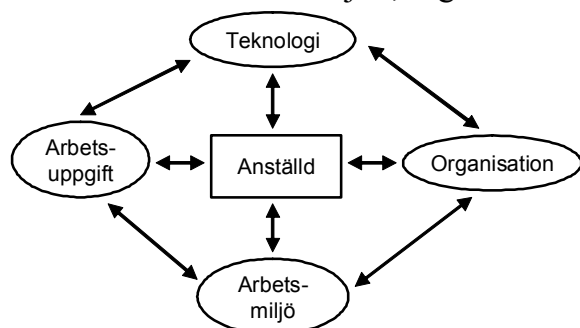 Teknologi
Arbets-
uppgift
Anställd
Organisation
Arbets-
miljö